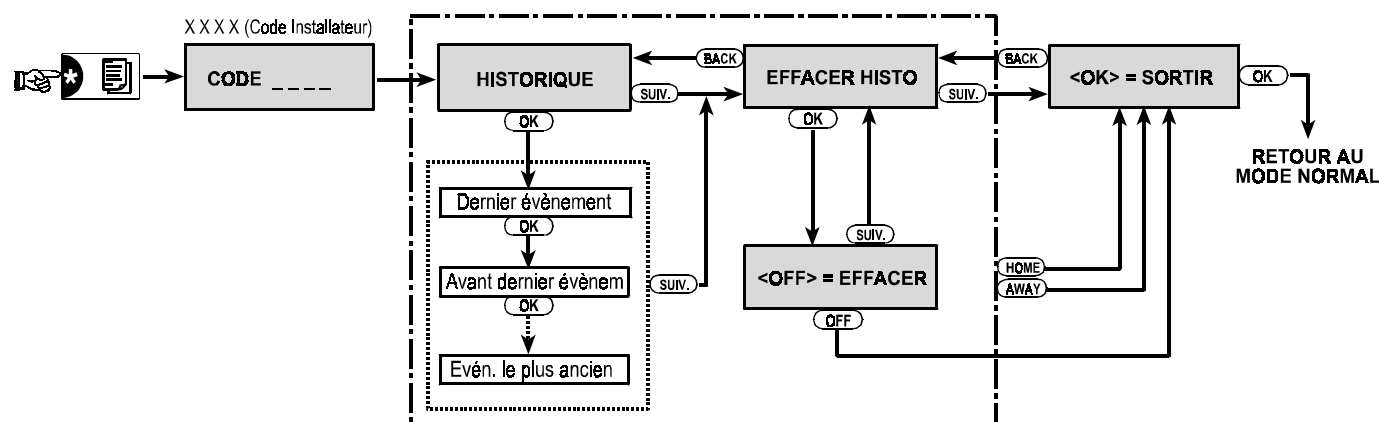 X X X X (Code Installateur)
*
CODE _ _ _ _
HISTORIQUE
BACK
SUIV.
EFFACER HISTO
BACK
SUIV.
<OK> = SORTIR
OK
RETOUR AU
MODE NORMAL
OK
Dernier évènement
OK
Avant dernier évènem
OK
Evén. le plus ancien
SUIV.
OK
SUIV.
<OFF> = EFFACER
OFF
HOME
AWAY